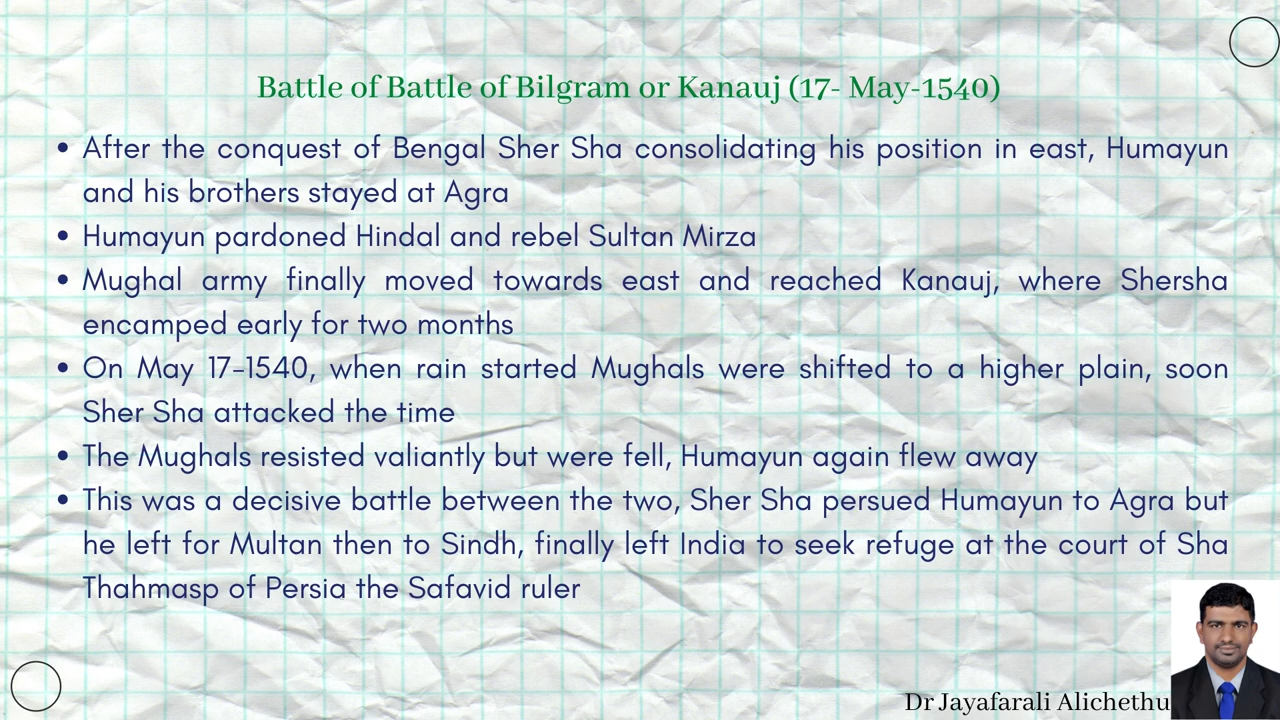 Battle of Battle of Bilgram or Kanauj (17- May-1540)
• After the conquest of Bengal Sher Sha consolidating his position in east, Humayun
and his brothers stayed at Agra
• Humayun pardoned Hindal and rebel Sultan Mirza
• Mughal army finally moved towards east and reached Kanauj, where Shersha
encamped early for two months
• On May 17-1540, when rain started Mughals were shifted to a higher plain, soon
Sher Sha attacked the time
• The Mughals resisted valiantly but were fell, Humayun again flew away
• This was a decisive battle between the two, Sher Sha persued Humayun to Agra but
he left for Multan then to Sindh, finally left India to seek refuge at the court of Sha
Thahmasp of Persia the Safavid ruler
Dr Jayafarali Alichethu